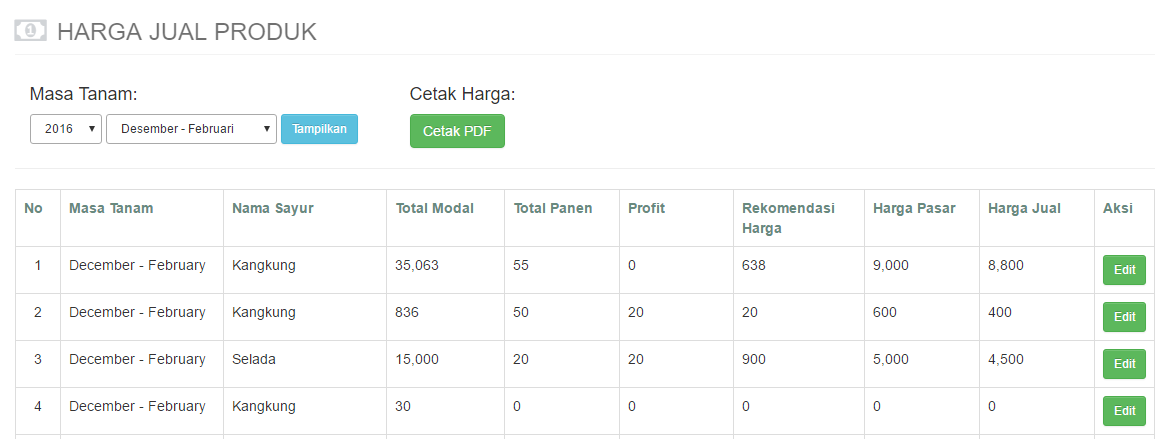 HARGA JUAL PRODUK
Masa Tanam: Cetak Harga:
2016 Desember - Februari Tampilkan Cetak PDF
No Masa Tanam Nama Sayur Total Modal Total Panen Profit Rekomendasi Harga Pasar Harga Jual Aksi
Harga
1 December - February Kangkung 35,063 55 0 638 9,000 8,800 Edit
2 December - February Kangkung 836 50 20 20 600 400 Edit
3 December - February Selada 15,000 20 20 900 5,000 4,500 Edit
4 December - February Kangkung 30 0 0 0 0 0 Edit